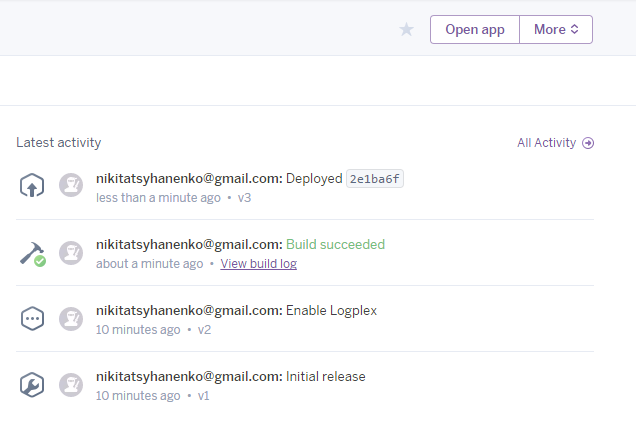 Open app More
Latest activity All Activity
nikitatsyhanenko@gmail.com: Deployed 2e1ba6f
less than a minute ago • v3
nikitatsyhanenko@gmail.com: Build succeeded
about a minute ago • View build log
nikitatsyhanenko@gmail.com: Enable Logplex
10 minutes ago • v2
nikitatsyhanenko@gmail.com: Initial release
10 minutes ago • v1